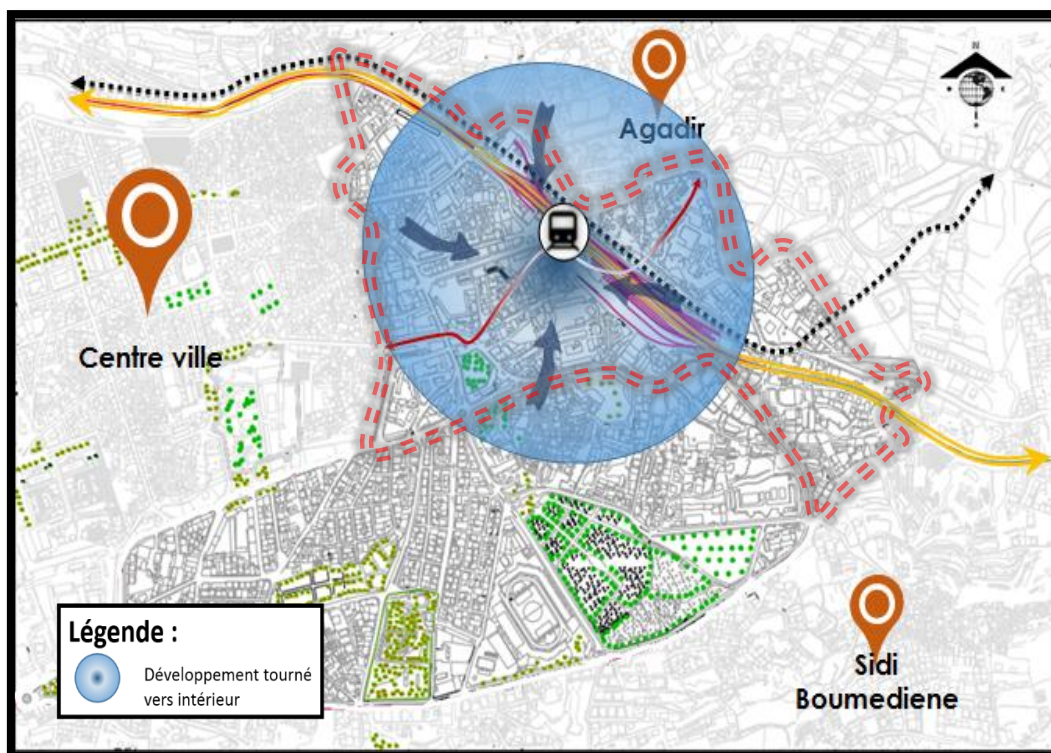 N
Agadir
Centre ville
Sidi
Boumediene
Légende :
Développement tourné
vers intérieur